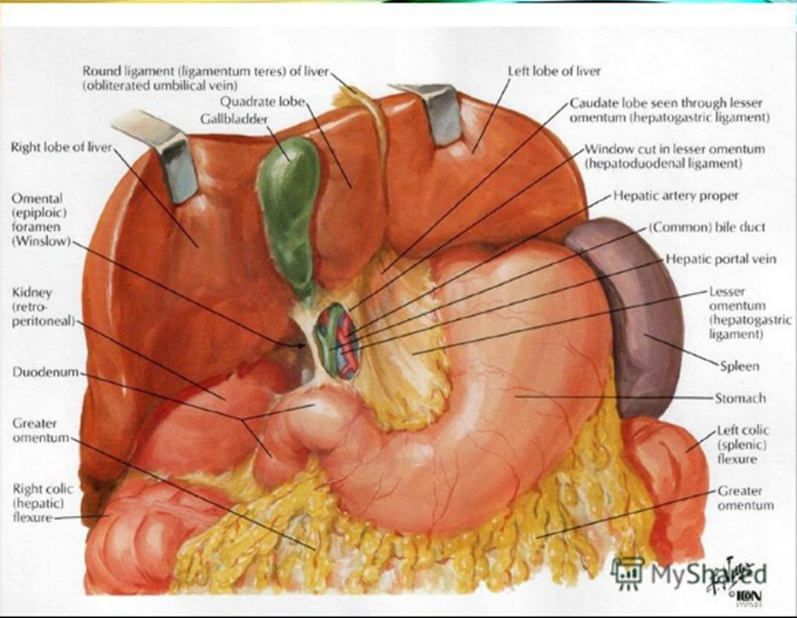 Round ligament (ligamentum teres) of liver
(obliterated umbilical vein)
Quadrate lobe
Gallbladder
Right lobe of liver
Omental
(epiploic)
foramen
(Winslow)
Kidney
(retro-
peritoneal)
Duodenum
Greater
omentum
Right colic
(hepatic)
flexure
Left lobe of liver
Caudate lobe seen through lesser
omentum (hepatogastric ligament)
Window cut in lesser omentum
(hepatoduodenal ligament)
Hepatic artery proper
(Common) bile duct
Hepatic portal vein
Lesser
omentum
(hepatogastric
ligament)
Spleen
Stomach
Left colic
(splenic)
flexure
Greater
omentum
MyShared
ICON